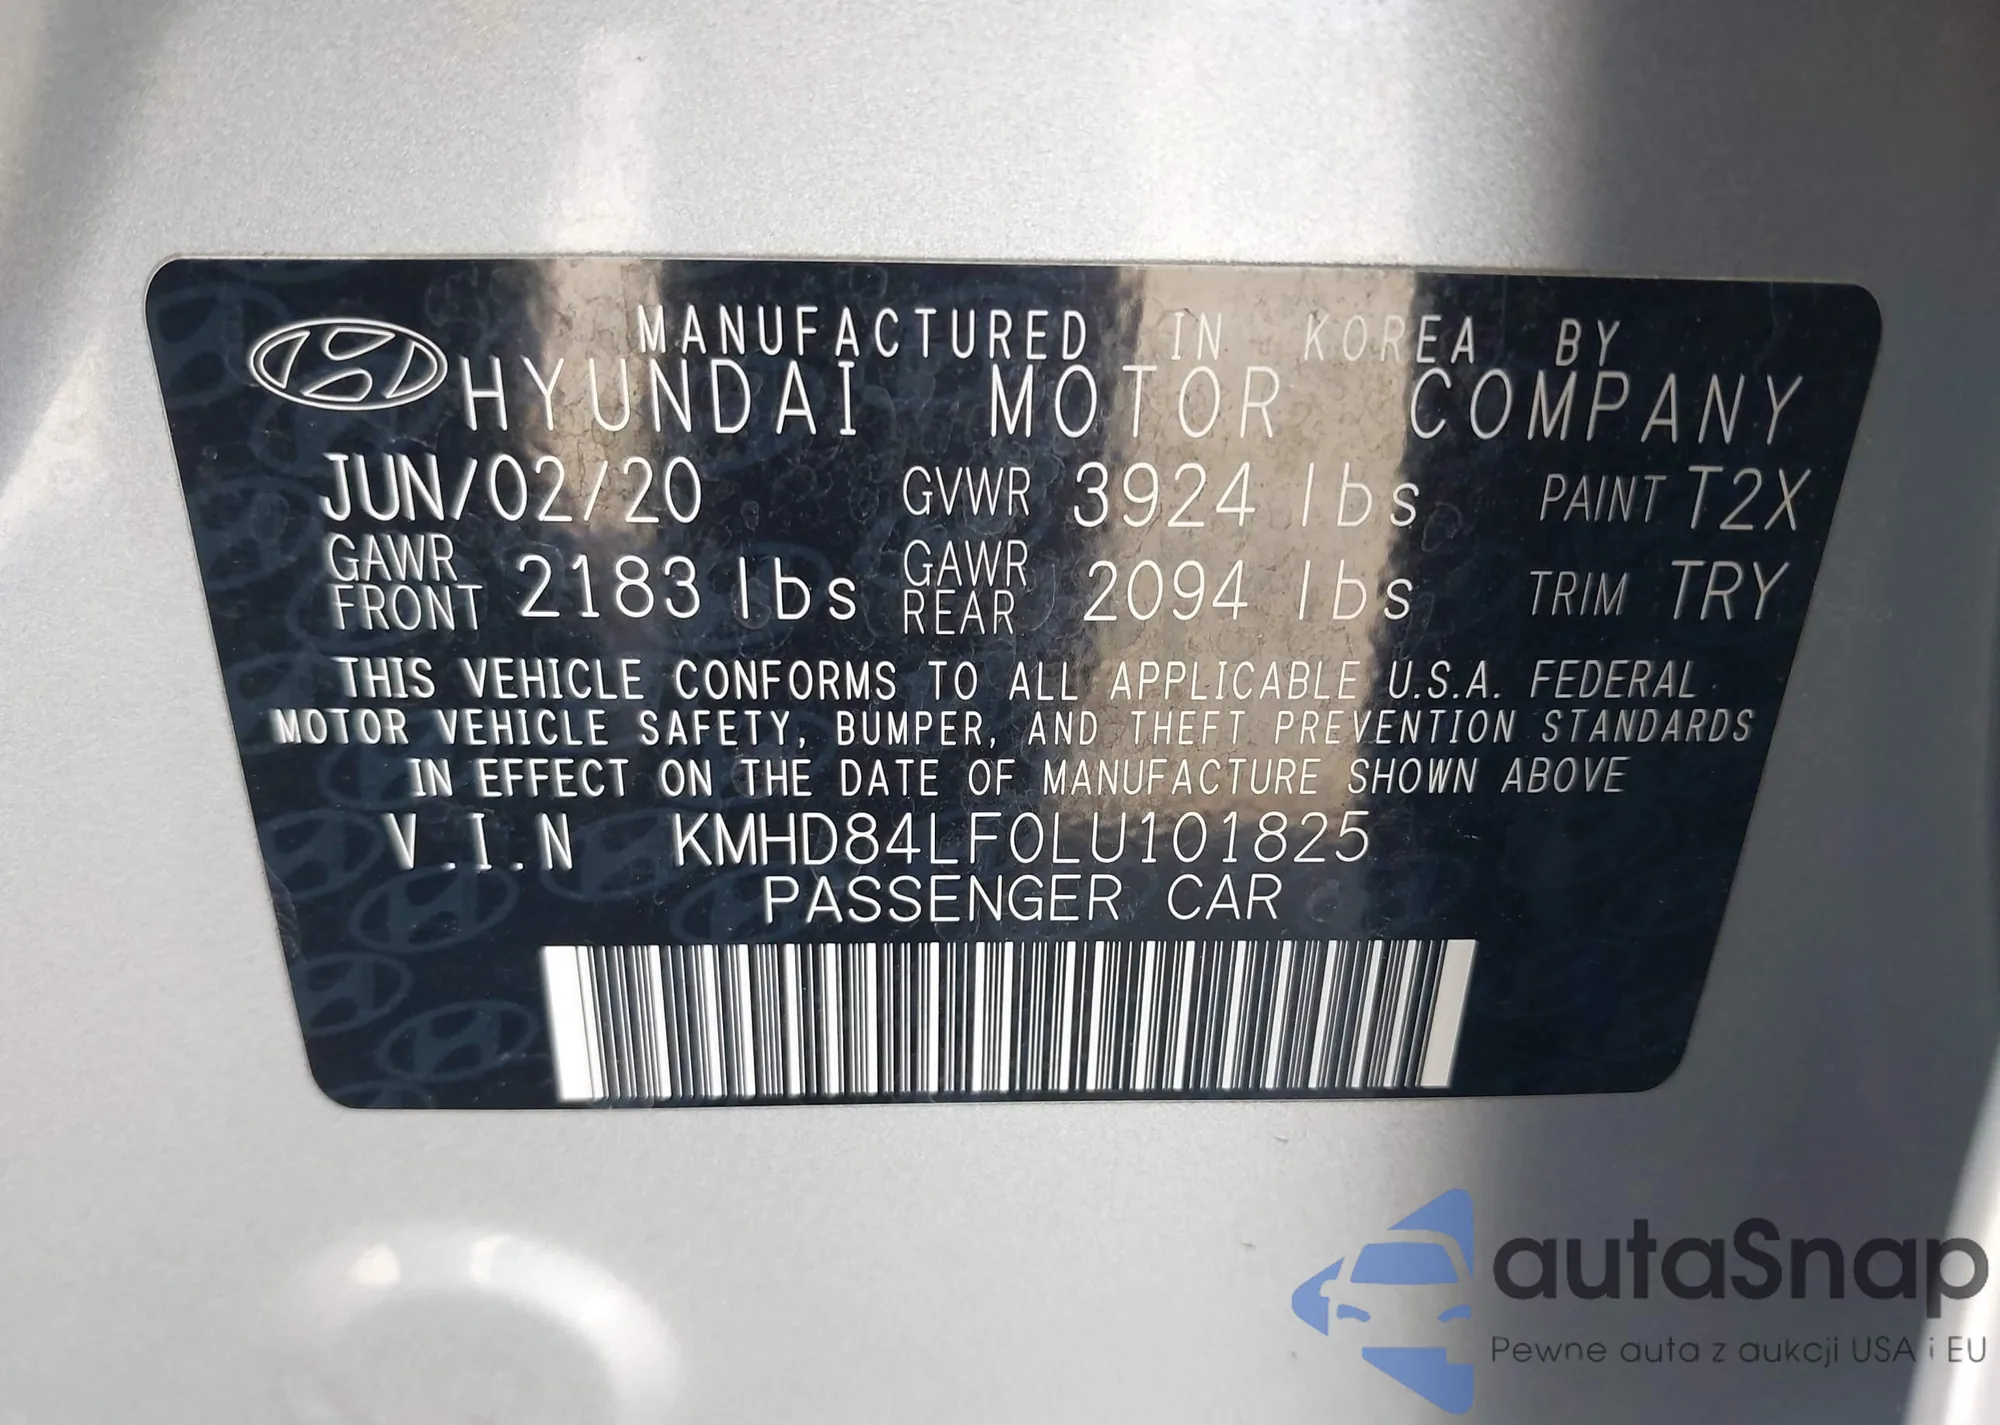 MANUFACTURED IN KOREA BY
HYUNDAI MOTOR COMPANY
JUN/02/20 GVWR 3924 lbs PAINT T2X
GAWR FRONT 2183 lbs GAWR REAR 2094 lbs TRIM TRY
THIS VEHICLE CONFORMS TO ALL APPLICABLE U.S.A. FEDERAL
MOTOR VEHICLE SAFETY, BUMPER, AND THEFT PREVENTION STANDARDS
IN EFFECT ON THE DATE OF MANUFACTURE SHOWN ABOVE
V.I.N KMHD84LF0LU101825
PASSENGER CAR
autaSnap
Pewne auta z aukcji USA i EU